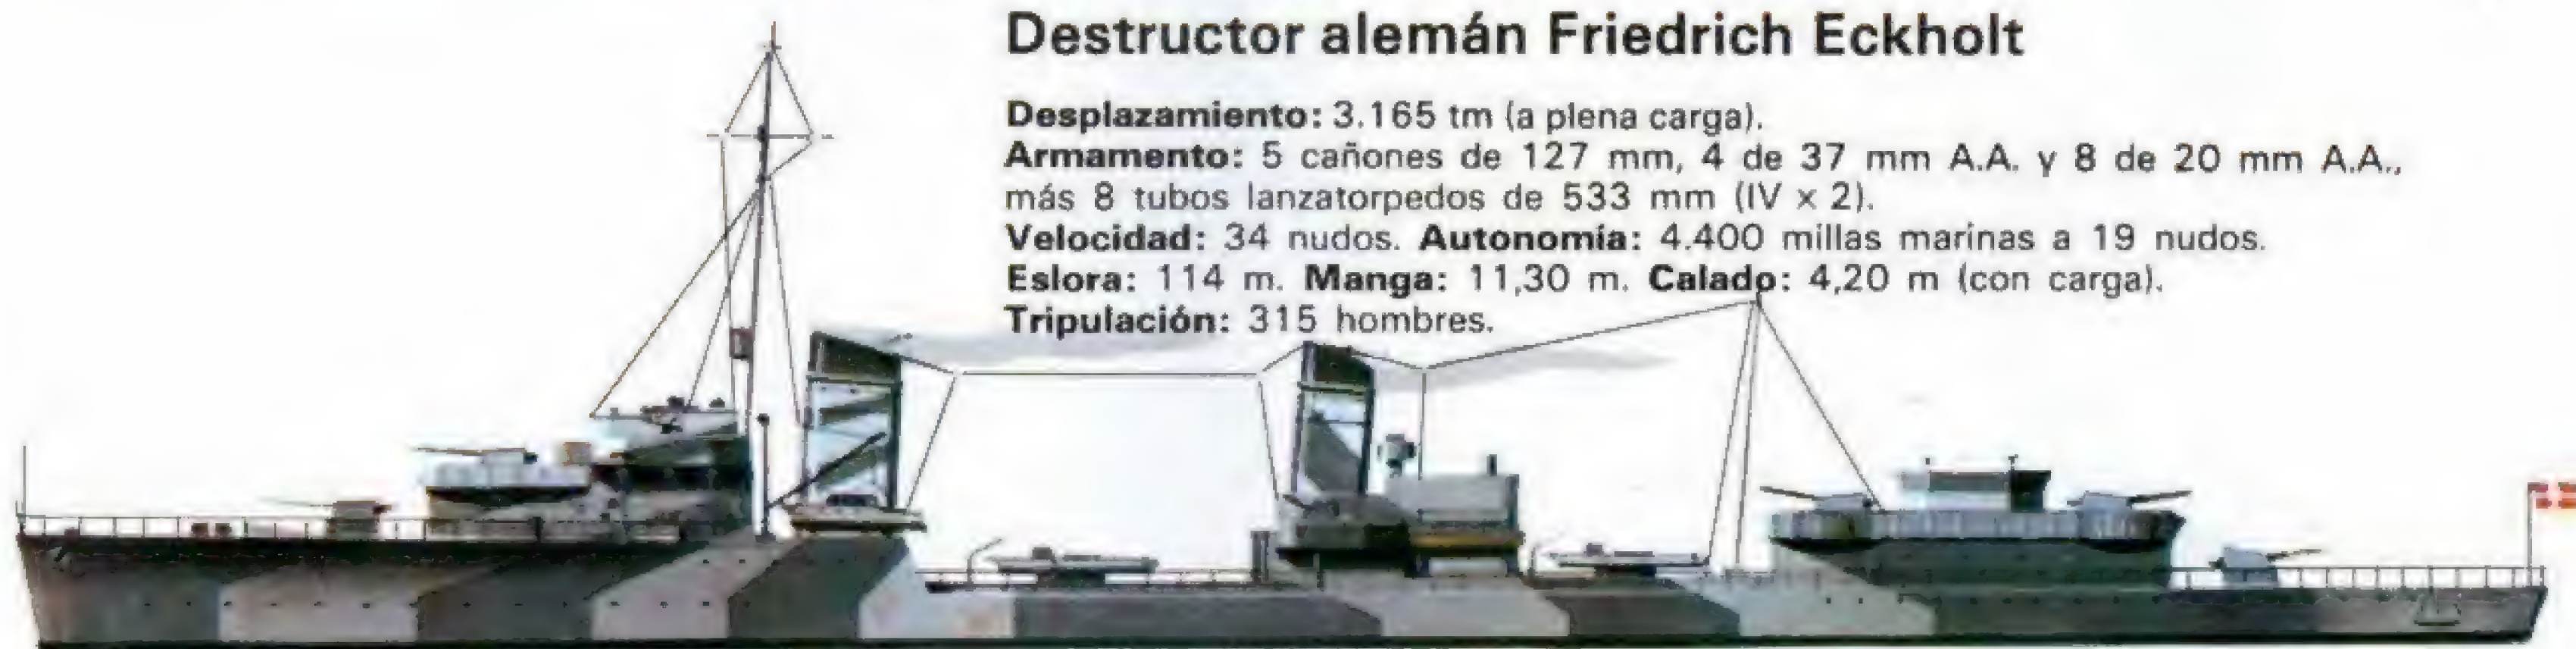 Destructor alemán Friedrich Eckholt
Desplazamiento: 3.165 tm (a plena carga).
Armamento: 5 cañones de 127 mm, 4 de 37 mm A.A. y 8 de 20 mm A.A.,
más 8 tubos lanzatorpedos de 533 mm (IV x 2).
Velocidad: 34 nudos. Autonomía: 4.400 millas marinas a 19 nudos.
Eslora: 114 m. Manga: 11,30 m. Calado: 4,20 m (con carga).
Tripulación: 315 hombres.